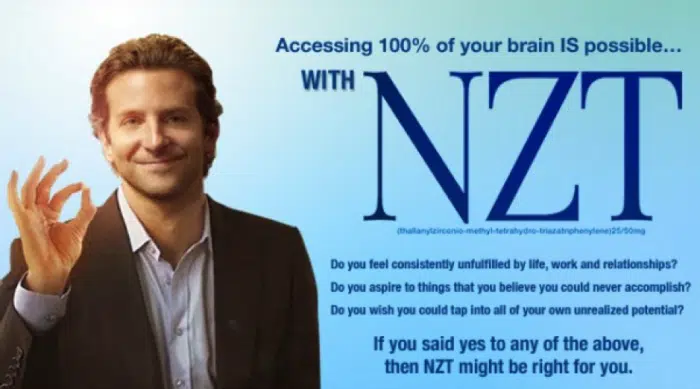 Accessing 100% of your brain IS possible...
WITH NZT
(thallanylzirconio-methyl-tetrahydro-triazatriphenylene)25/50mg
Do you feel consistently unfulfilled by life, work and relationships?
Do you aspire to things that you believe you could never accomplish?
Do you wish you could tap into all of your own unrealized potential?
If you said yes to any of the above,
then NZT might be right for you.